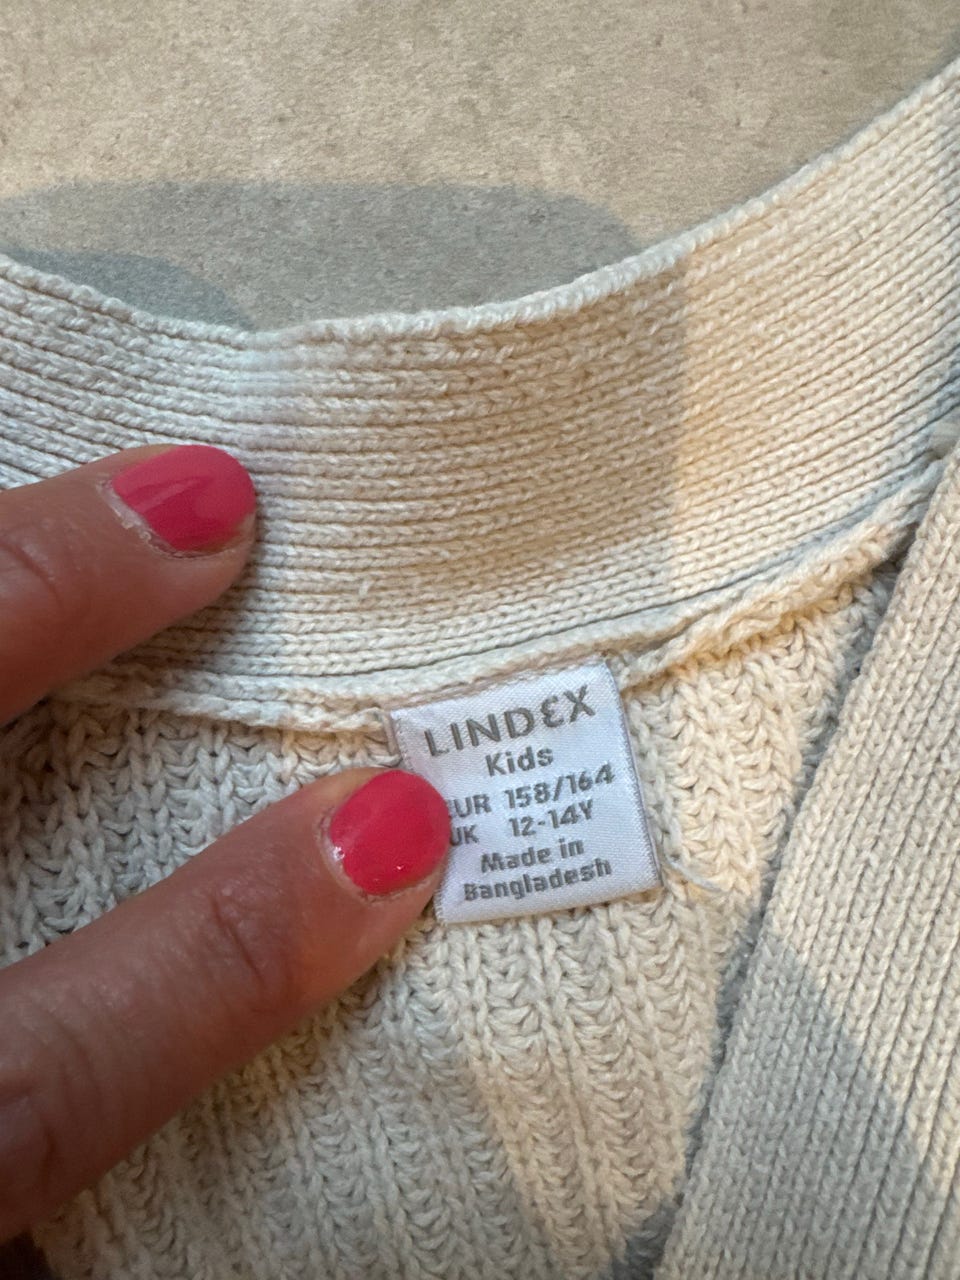 LINDEX
Kids
EUR 158/164
UK 12-14Y
Made in
Bangladesh